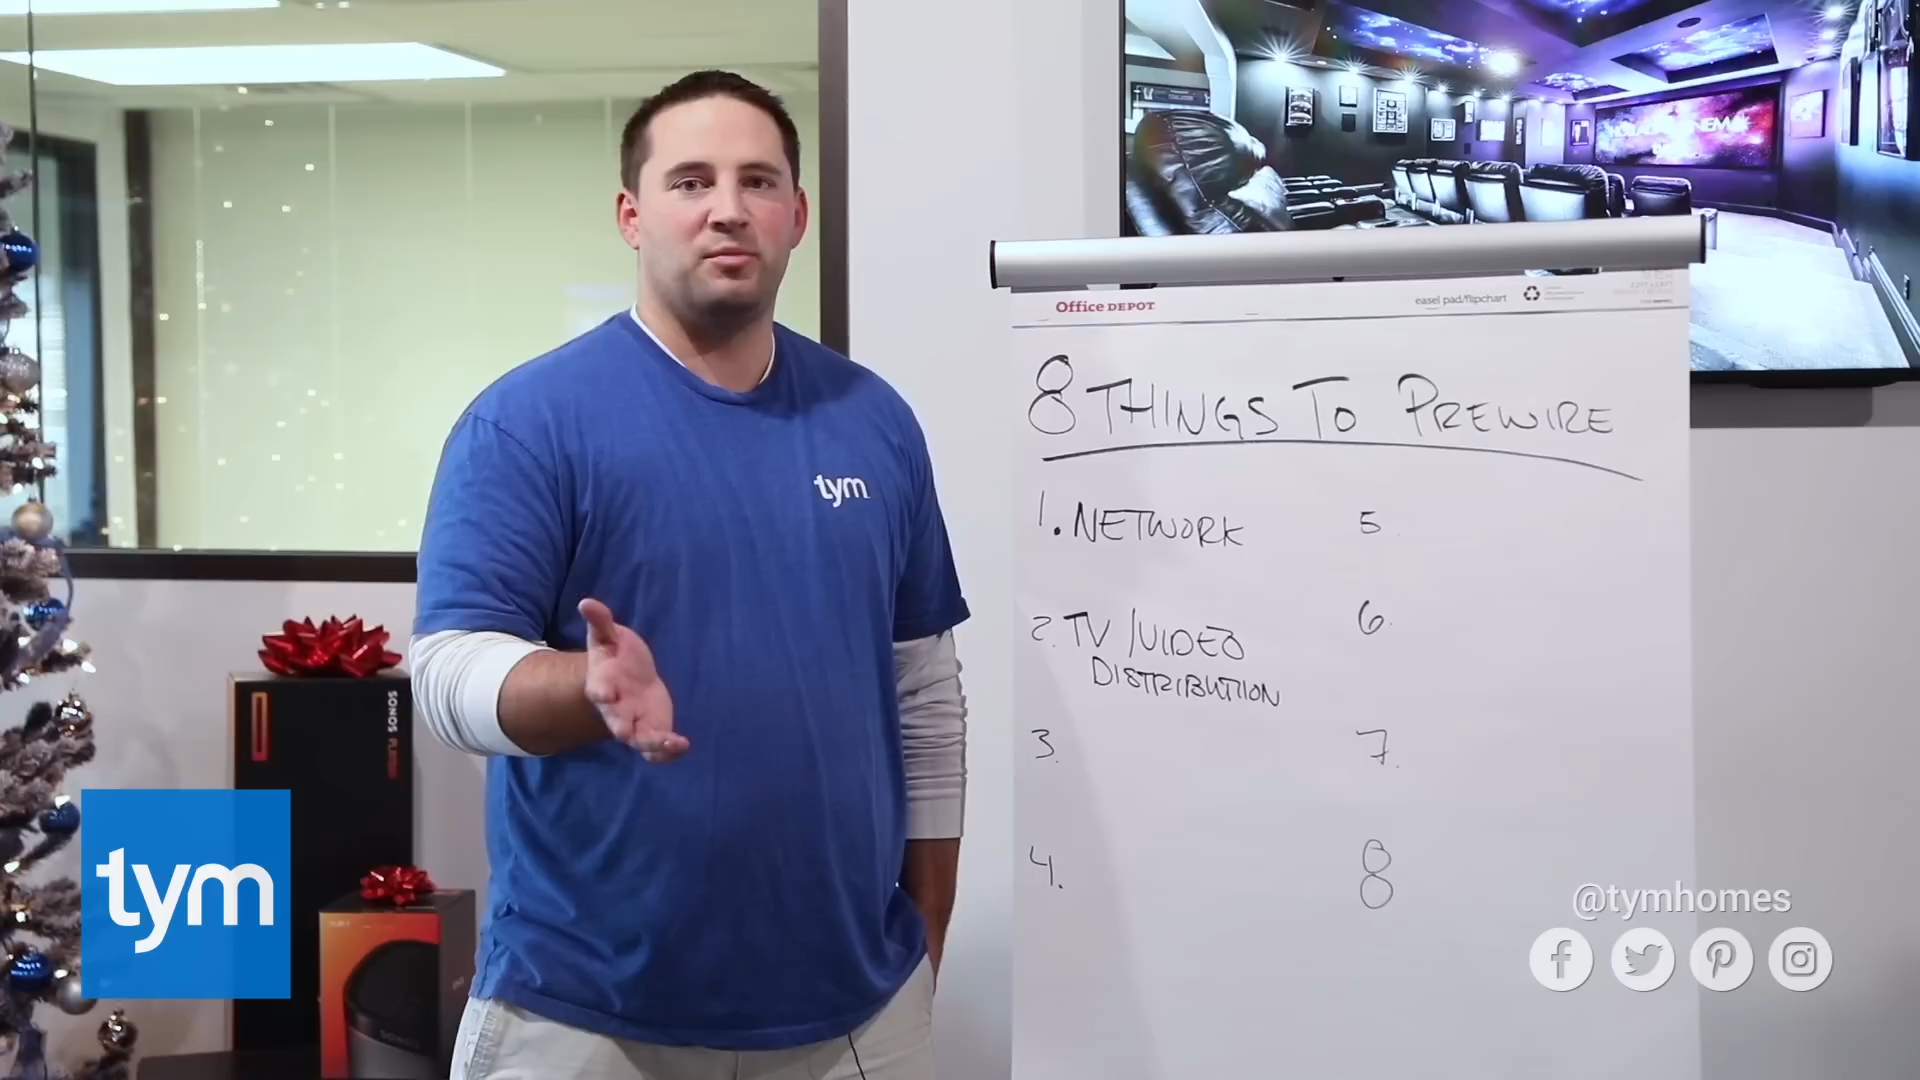 Office DEPOT
easel pad/flipchart
8 THINGS TO PREWIRE
1. NETWORK
2. TV/VIDEO
DISTRIBUTION
3.
4.
5
6.
7.
8
tym
SONOS
tym
@tymhomes